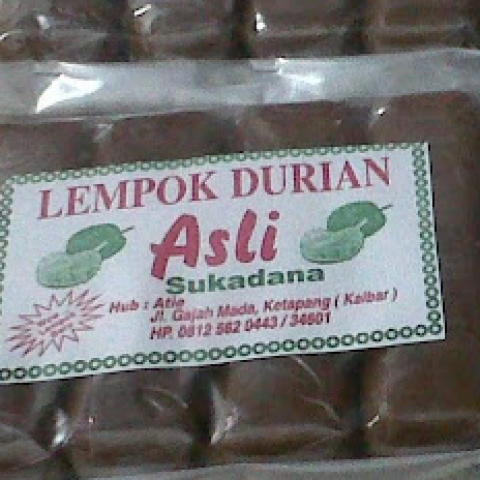 LEMPOK DURIAN
Asli
Sukadana
Hub : Atie
Jl. Gajah Mada, Ketapang ( Kalbar )
HP. 0812 562 0443 / 34601